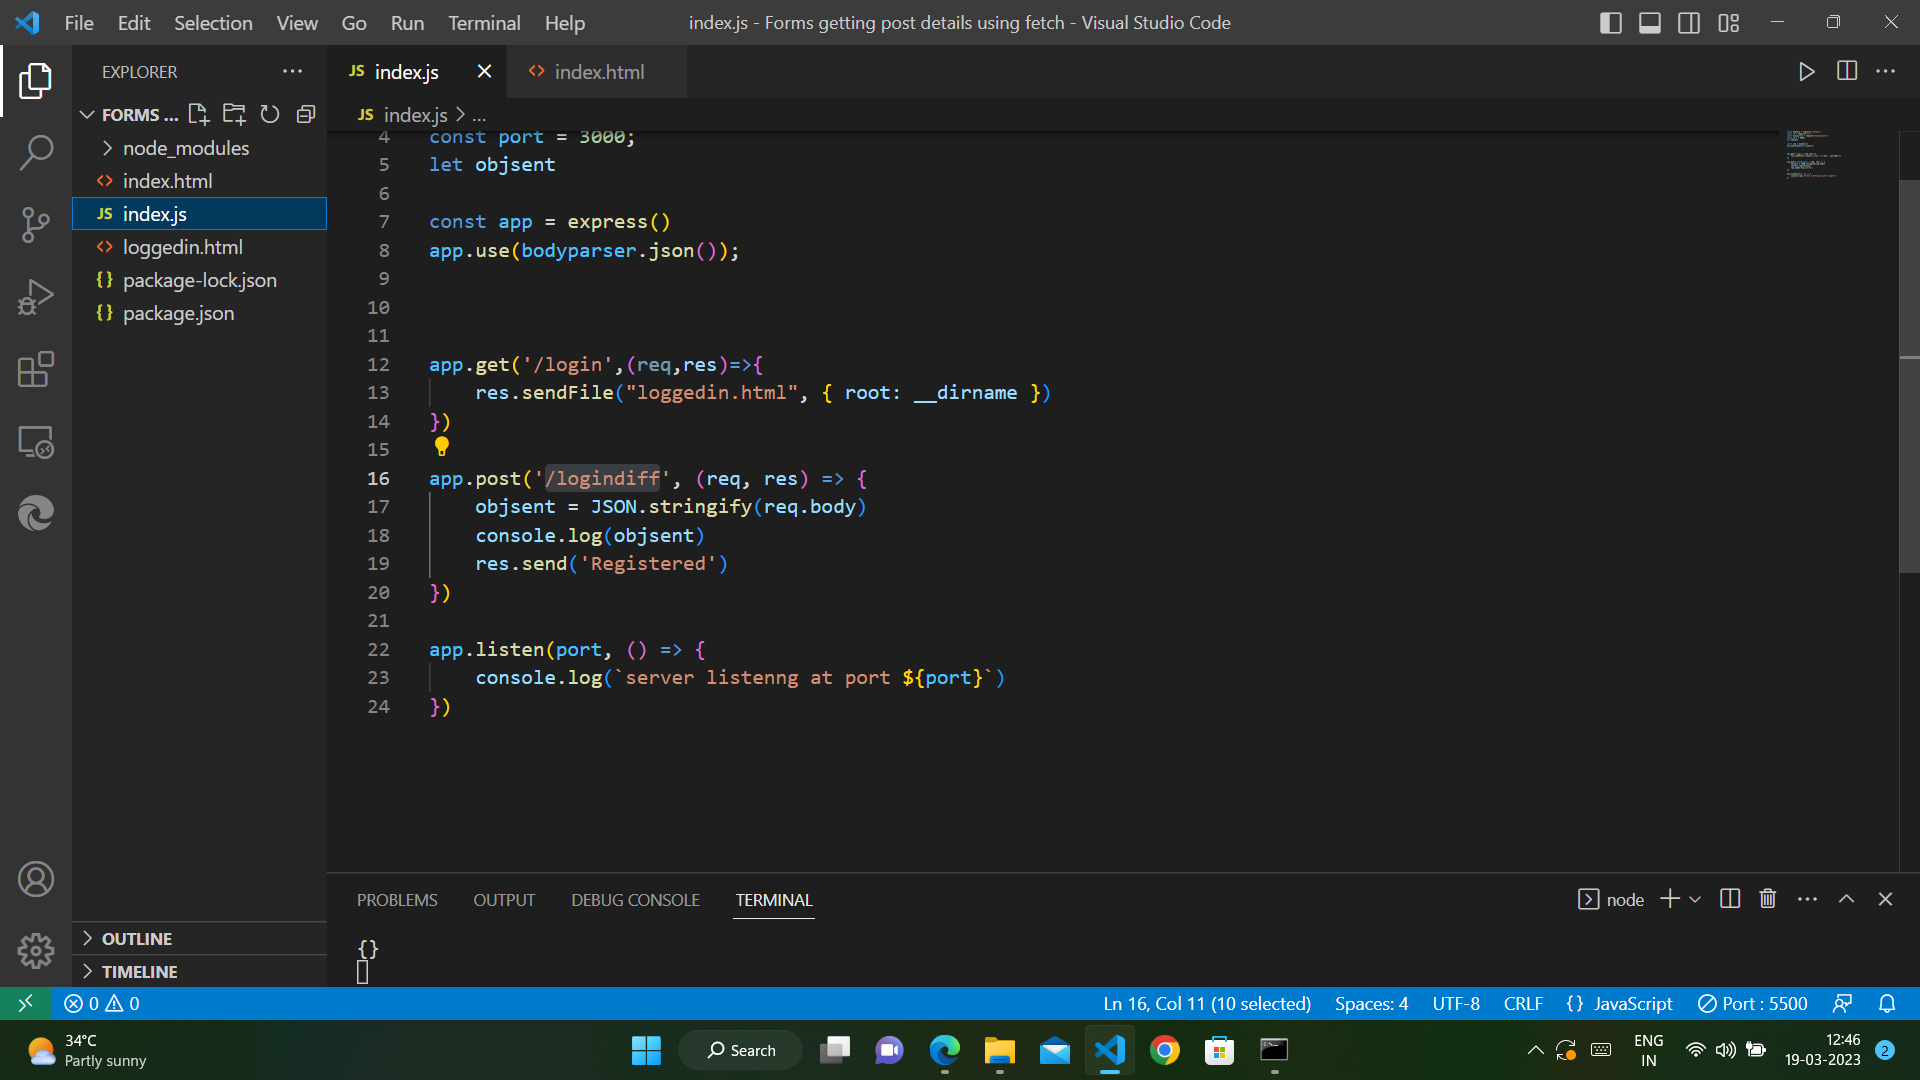 File Edit Selection View Go Run Terminal Help
index.js - Forms getting post details using fetch - Visual Studio Code
EXPLORER
FORMS ...
node_modules
index.html
JS index.js
loggedin.html
{} package-lock.json
{} package.json
OUTLINE
TIMELINE
JS index.js
index.html
JS index.js > ...
4 const port = 3000;
5 let objsent
6
7 const app = express()
8 app.use(bodyparser.json());
9
10
11
12 app.get('/login',(req,res)=>{
13 res.sendFile("loggedin.html", { root: __dirname })
14 })
15
16 app.post('/logindiff', (req, res) => {
17 objsent = JSON.stringify(req.body)
18 console.log(objsent)
19 res.send('Registered')
20 })
21
22 app.listen(port, () => {
23 console.log(`server listenng at port ${port}`)
24 })
PROBLEMS OUTPUT DEBUG CONSOLE TERMINAL
node
{}
0 0
Ln 16, Col 11 (10 selected) Spaces: 4 UTF-8 CRLF {} JavaScript Port : 5500
34°C
Partly sunny
Search
ENG
IN
12:46
19-03-2023
2